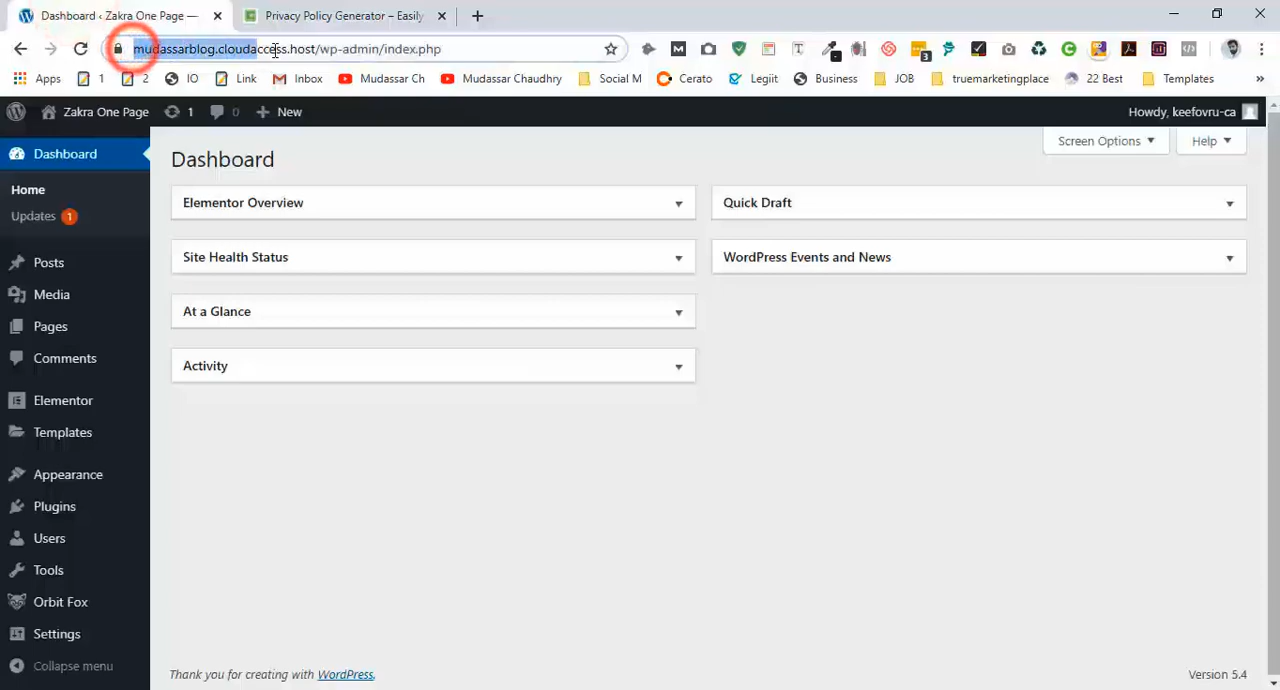 Dashboard ‹ Zakra One Page —
Privacy Policy Generator – Easily
mudassarblog.cloudaccess.host/wp-admin/index.php
Apps 1 2 IO Link Inbox Mudassar Ch Mudassar Chaudhry Social M Cerato Legiit Business JOB truemarketingplace 22 Best Templates »
Zakra One Page 1 0 + New
Howdy, keefovru-ca
Dashboard
Home
Updates 1
Posts
Media
Pages
Comments
Elementor
Templates
Appearance
Plugins
Users
Tools
Orbit Fox
Settings
Collapse menu
Screen Options
Help
Dashboard
Elementor Overview
Quick Draft
Site Health Status
WordPress Events and News
At a Glance
Activity
Thank you for creating with WordPress.
Version 5.4